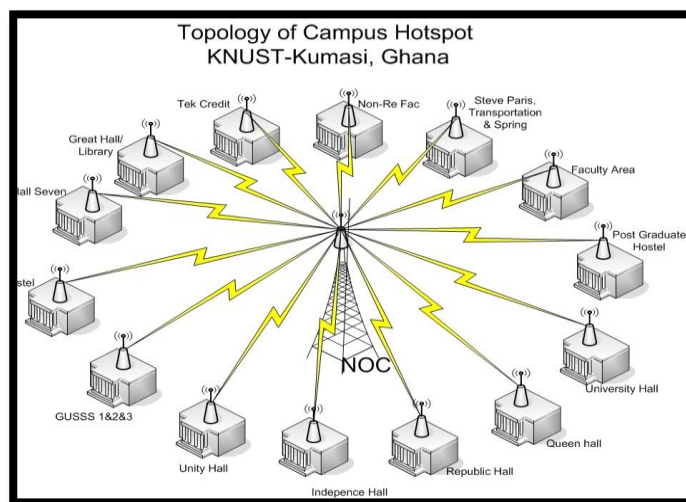 Topology of Campus Hotspot
KNUST-Kumasi, Ghana
Tek Credit
Non-Re Fac
Steve Paris,
Transportation
& Spring
Great Hall/
Library
Faculty Area
Seven
Post Graduate
Hostel
NOC
University Hall
GUSSS 1&2&3
Queen hall
Unity Hall
Republic Hall
Indepence Hall